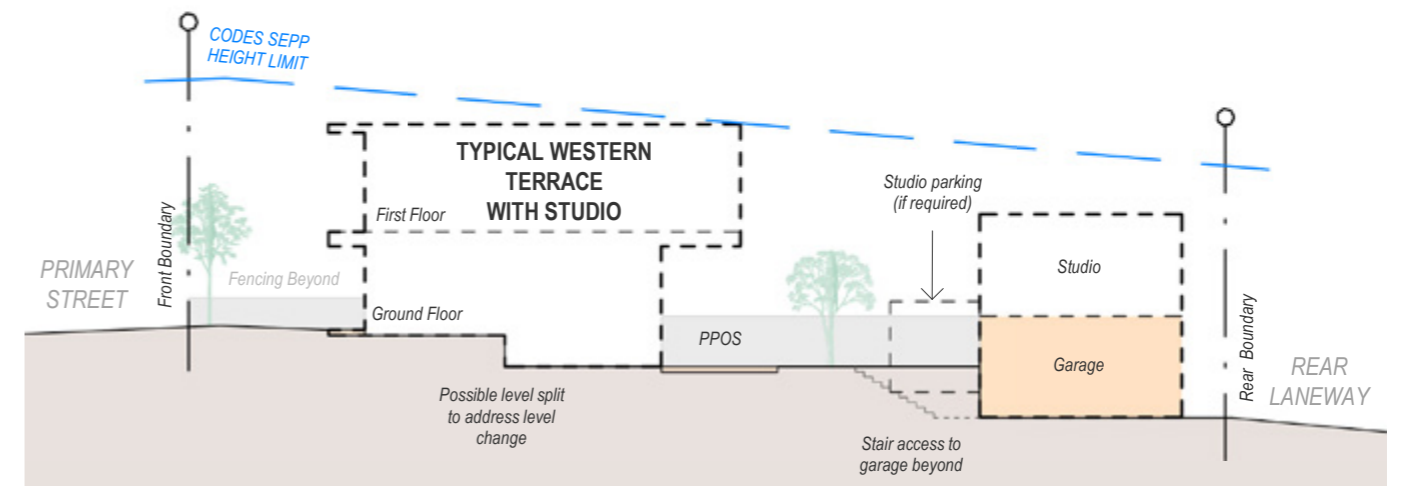 CODES SEPP
HEIGHT LIMIT
TYPICAL WESTERN
TERRACE
WITH STUDIO
Studio parking
(if required)
First Floor
Front Boundary
PRIMARY
STREET
Fencing Beyond
Ground Floor
Studio
PPOS
Garage
Rear Boundary
REAR
LANEWAY
Possible level split
to address level
change
Stair access to
garage beyond